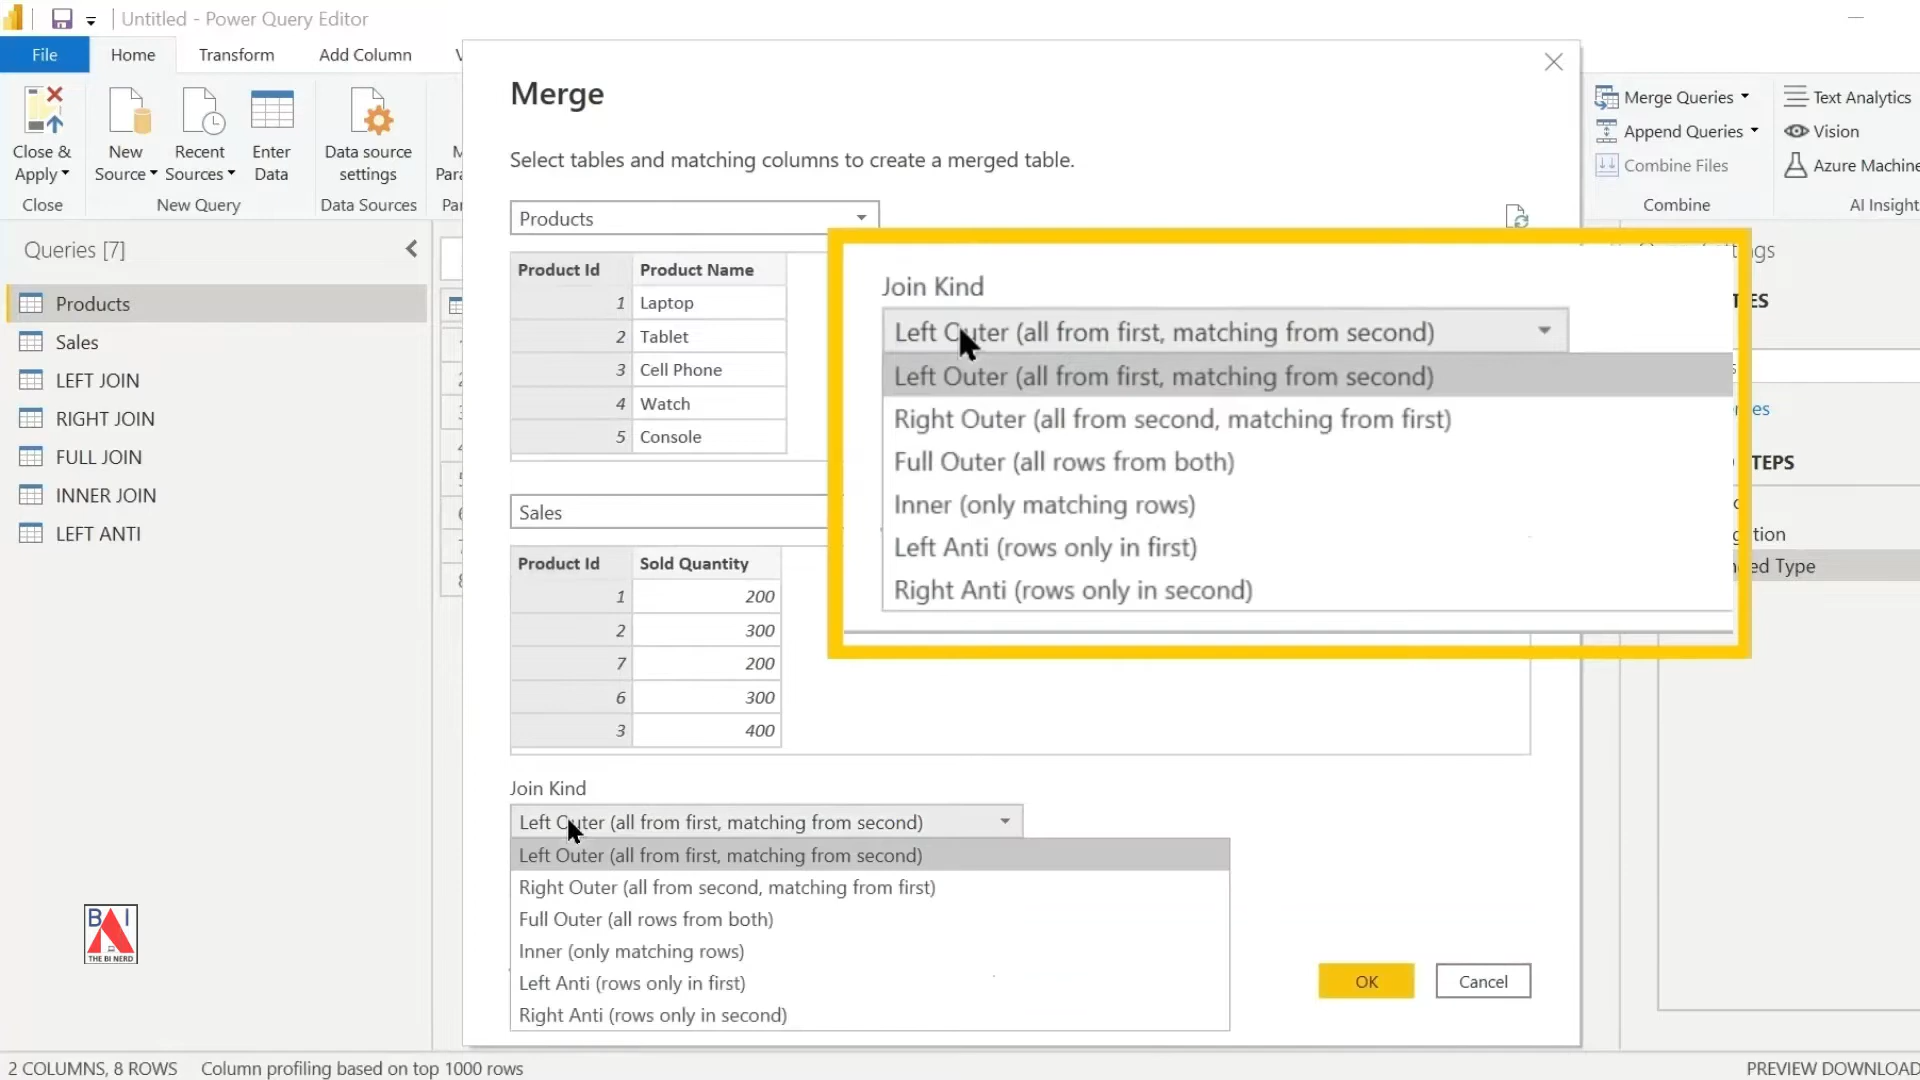 Untitled - Power Query Editor
File
Home
Transform
Add Column
Close & Apply
New Source
Recent Sources
Enter Data
Data source settings
Merge Queries
Append Queries
Combine Files
Text Analytics
Vision
Azure Machine
Close
New Query
Data Sources
Combine
AI Insight
Queries [7]
Products
Sales
LEFT JOIN
RIGHT JOIN
FULL JOIN
INNER JOIN
LEFT ANTI
Merge
Select tables and matching columns to create a merged table.
Products
Product Id Product Name
1 Laptop
2 Tablet
3 Cell Phone
4 Watch
5 Console
Sales
Product Id Sold Quantity
1 200
2 300
7 200
6 300
3 400
Join Kind
Left Outer (all from first, matching from second)
Left Outer (all from first, matching from second)
Right Outer (all from second, matching from first)
Full Outer (all rows from both)
Inner (only matching rows)
Left Anti (rows only in first)
Right Anti (rows only in second)
OK
Cancel
Join Kind
Left Outer (all from first, matching from second)
Left Outer (all from first, matching from second)
Right Outer (all from second, matching from first)
Full Outer (all rows from both)
Inner (only matching rows)
Left Anti (rows only in first)
Right Anti (rows only in second)
Type
BAI
THE BI NERD
2 COLUMNS, 8 ROWS
Column profiling based on top 1000 rows
PREVIEW DOWNLOAD